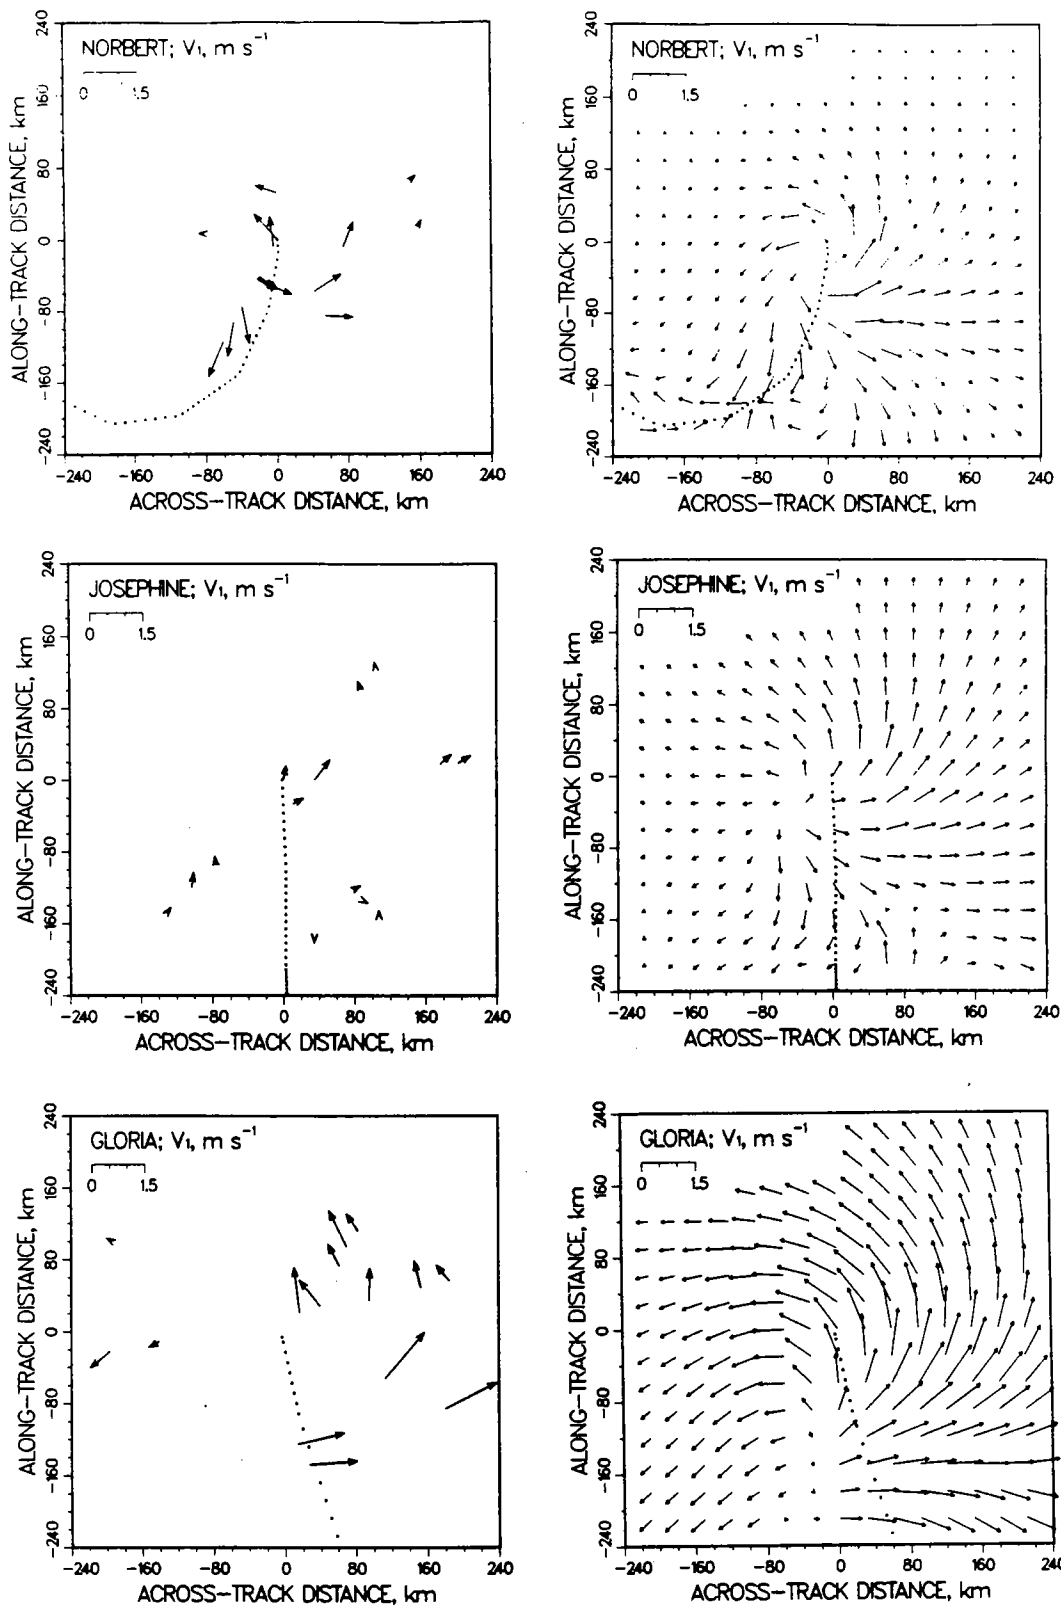 NORBERT; V₁, m s⁻¹
0 1.5
240
160
80
0
-80
-160
-240
ALONG-TRACK DISTANCE, km
-240 -160 -80 0 80 160 240
ACROSS-TRACK DISTANCE, km
NORBERT; V₁, m s⁻¹
0 1.5
240
160
80
0
-80
-160
-240
ALONG-TRACK DISTANCE, km
-240 -160 -80 0 80 160 240
ACROSS-TRACK DISTANCE, km
JOSEPHINE; V₁, m s⁻¹
0 1.5
240
160
80
0
-80
-160
-240
ALONG-TRACK DISTANCE, km
-240 -160 -80 0 80 160 240
ACROSS-TRACK DISTANCE, km
JOSEPHINE; V₁, m s⁻¹
0 1.5
240
160
80
0
-80
-160
-240
ALONG-TRACK DISTANCE, km
-240 -160 -80 0 80 160 240
ACROSS-TRACK DISTANCE, km
GLORIA; V₁, m s⁻¹
0 1.5
240
160
80
0
-80
-160
-240
ALONG-TRACK DISTANCE, km
-240 -160 -80 0 80 160 240
ACROSS-TRACK DISTANCE, km
GLORIA; V₁, m s⁻¹
0 1.5
240
160
80
0
-80
-160
-240
ALONG-TRACK DISTANCE, km
-240 -160 -80 0 80 160 240
ACROSS-TRACK DISTANCE, km